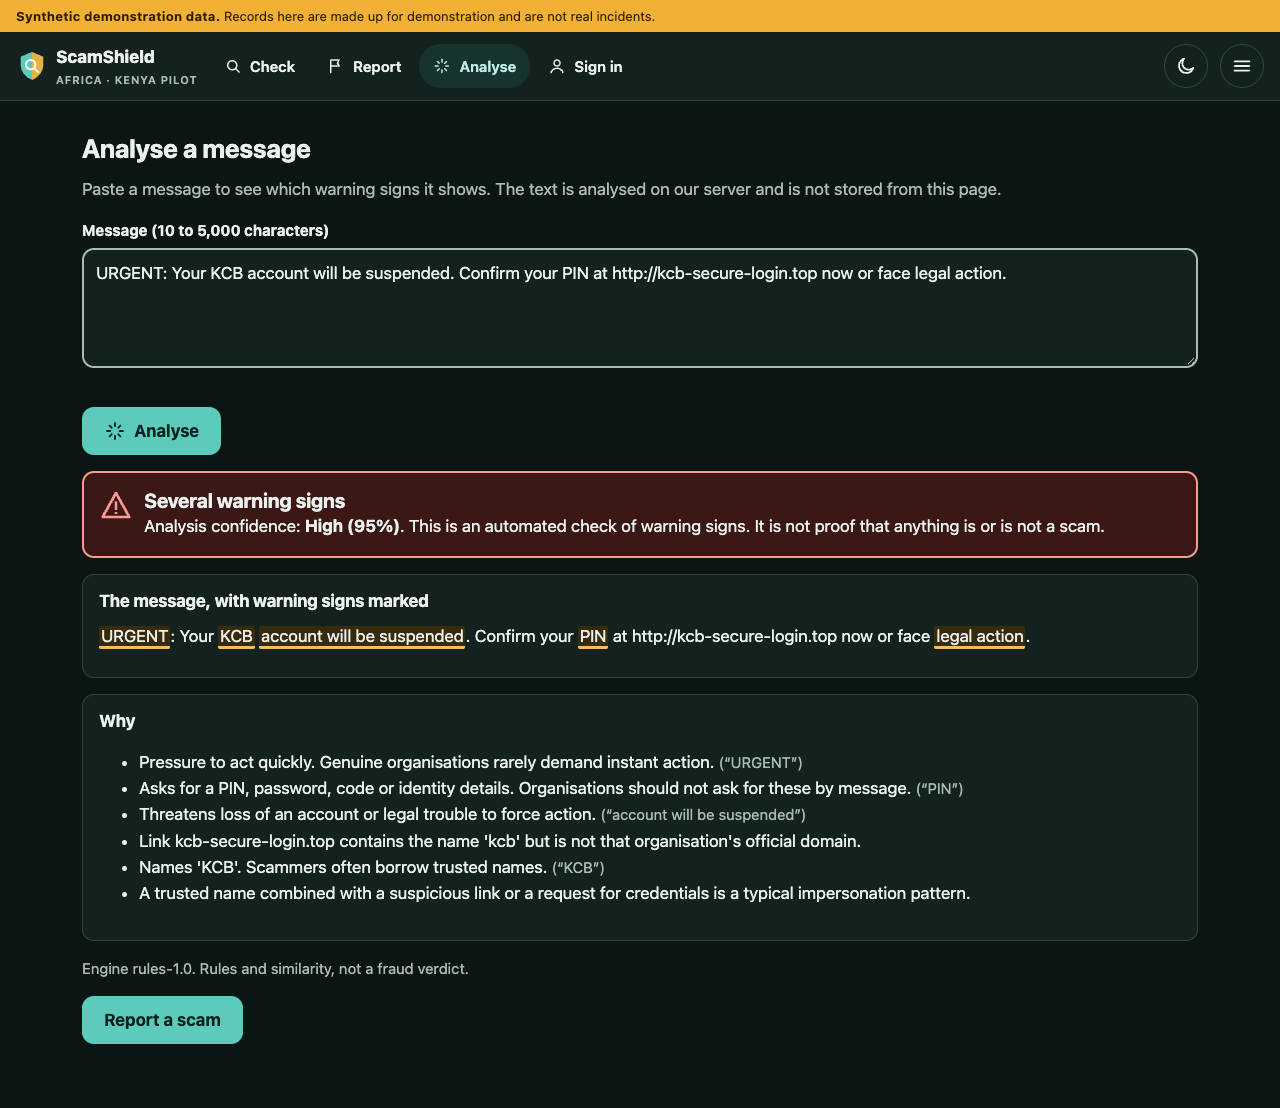 Synthetic demonstration data. Records here are made up for demonstration and are not real incidents.
ScamShield
AFRICA · KENYA PILOT
Check
Report
Analyse
Sign in
Analyse a message
Paste a message to see which warning signs it shows. The text is analysed on our server and is not stored from this page.
Message (10 to 5,000 characters)
URGENT: Your KCB account will be suspended. Confirm your PIN at http://kcb-secure-login.top now or face legal action.
Analyse
Several warning signs
Analysis confidence: High (95%). This is an automated check of warning signs. It is not proof that anything is or is not a scam.
The message, with warning signs marked
URGENT: Your KCB account will be suspended. Confirm your PIN at http://kcb-secure-login.top now or face legal action.
Why
• Pressure to act quickly. Genuine organisations rarely demand instant action. (“URGENT”)
• Asks for a PIN, password, code or identity details. Organisations should not ask for these by message. (“PIN”)
• Threatens loss of an account or legal trouble to force action. (“account will be suspended”)
• Link kcb-secure-login.top contains the name 'kcb' but is not that organisation's official domain.
• Names 'KCB'. Scammers often borrow trusted names. (“KCB”)
• A trusted name combined with a suspicious link or a request for credentials is a typical impersonation pattern.
Engine rules-1.0. Rules and similarity, not a fraud verdict.
Report a scam